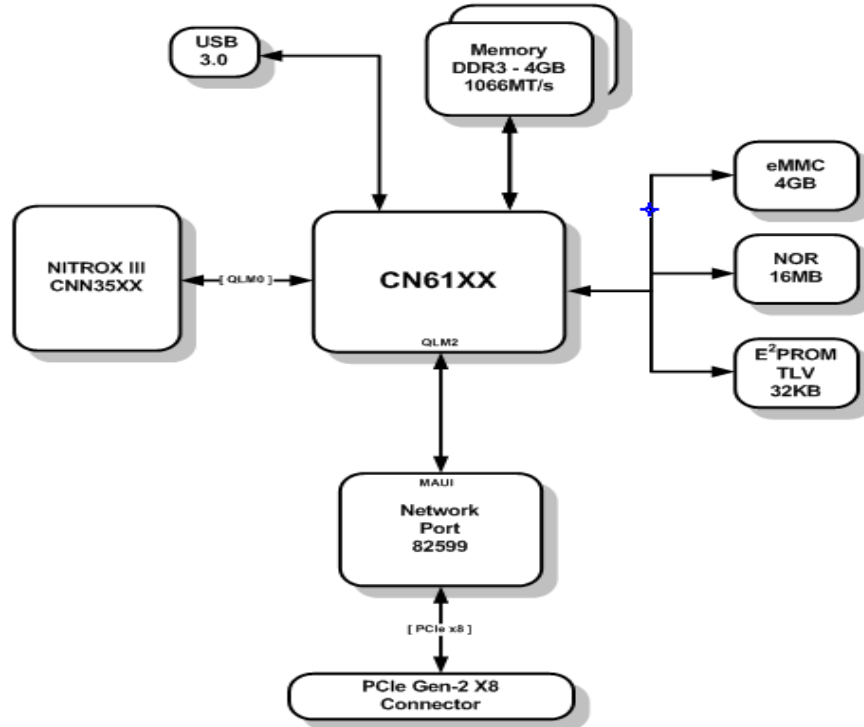 USB
3.0
Memory
DDR3 - 4GB
1066MT/s
eMMC
4GB
NITROX III
CNN35XX
[ QLM0 ]
CN61XX
QLM2
NOR
16MB
E²PROM
TLV
32KB
MAUI
Network
Port
82599
[ PCIe x8 ]
PCIe Gen-2 X8
Connector